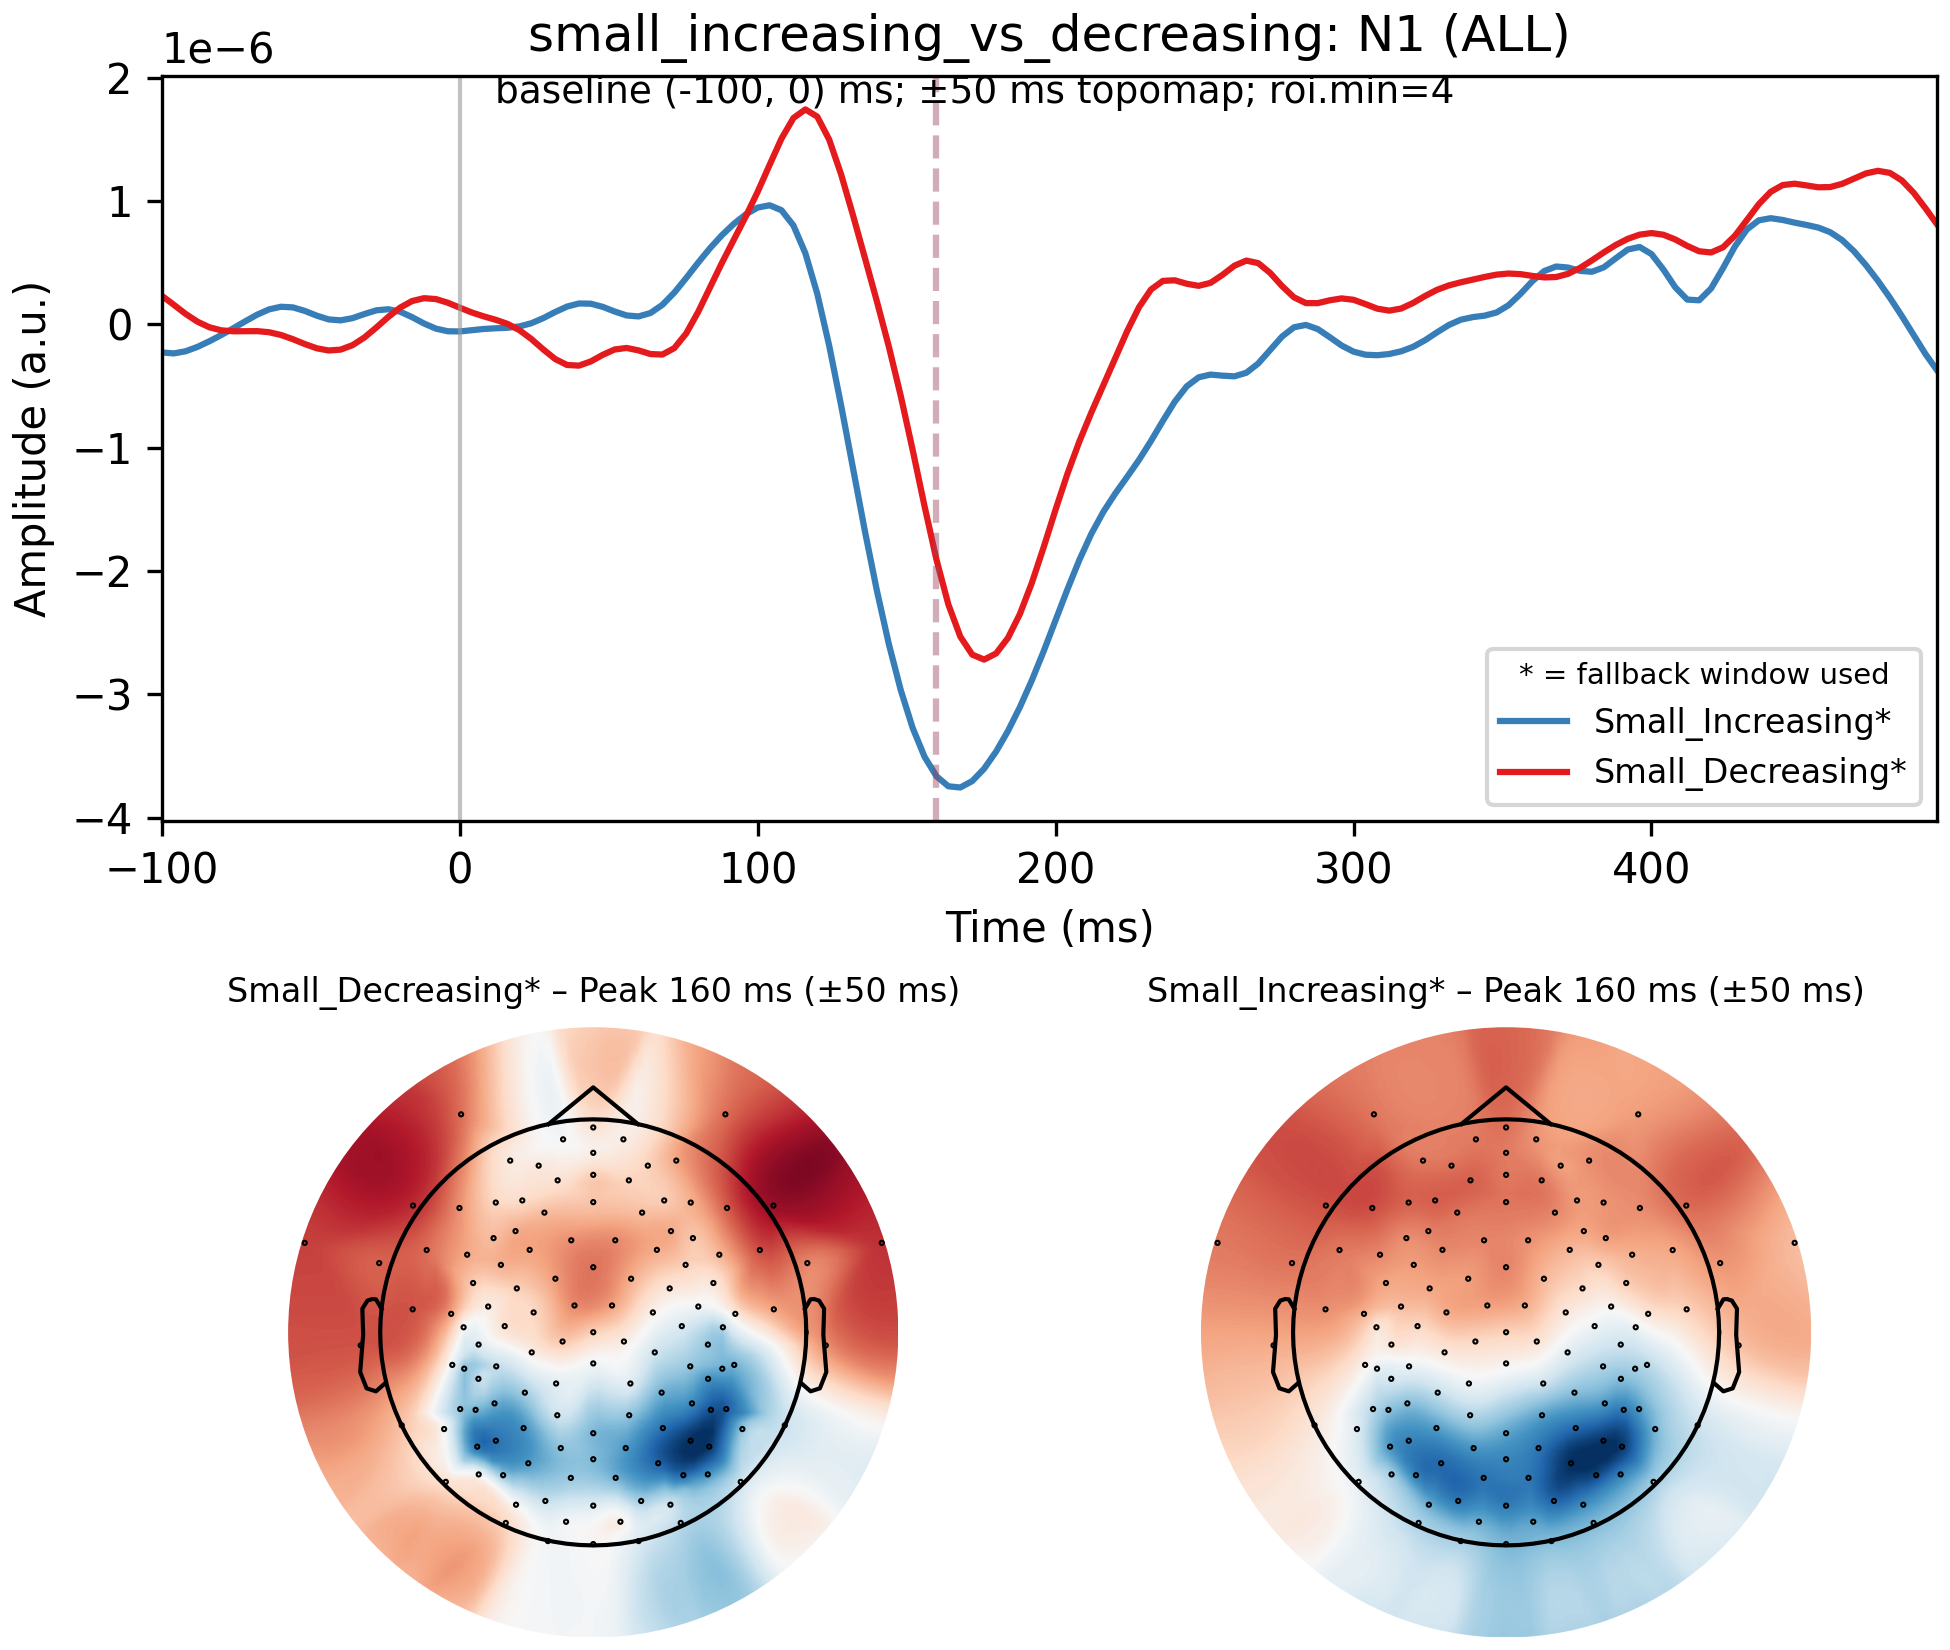 small_increasing_vs_decreasing: N1 (ALL)
1e−6
baseline (-100, 0) ms; ±50 ms topomap; roi.min=4
2
1
0
−1
−2
−3
−4
Amplitude (a.u.)
* = fallback window used
Small_Increasing*
Small_Decreasing*
−100 0 100 200 300 400
Time (ms)
Small_Decreasing* – Peak 160 ms (±50 ms)
Small_Increasing* – Peak 160 ms (±50 ms)